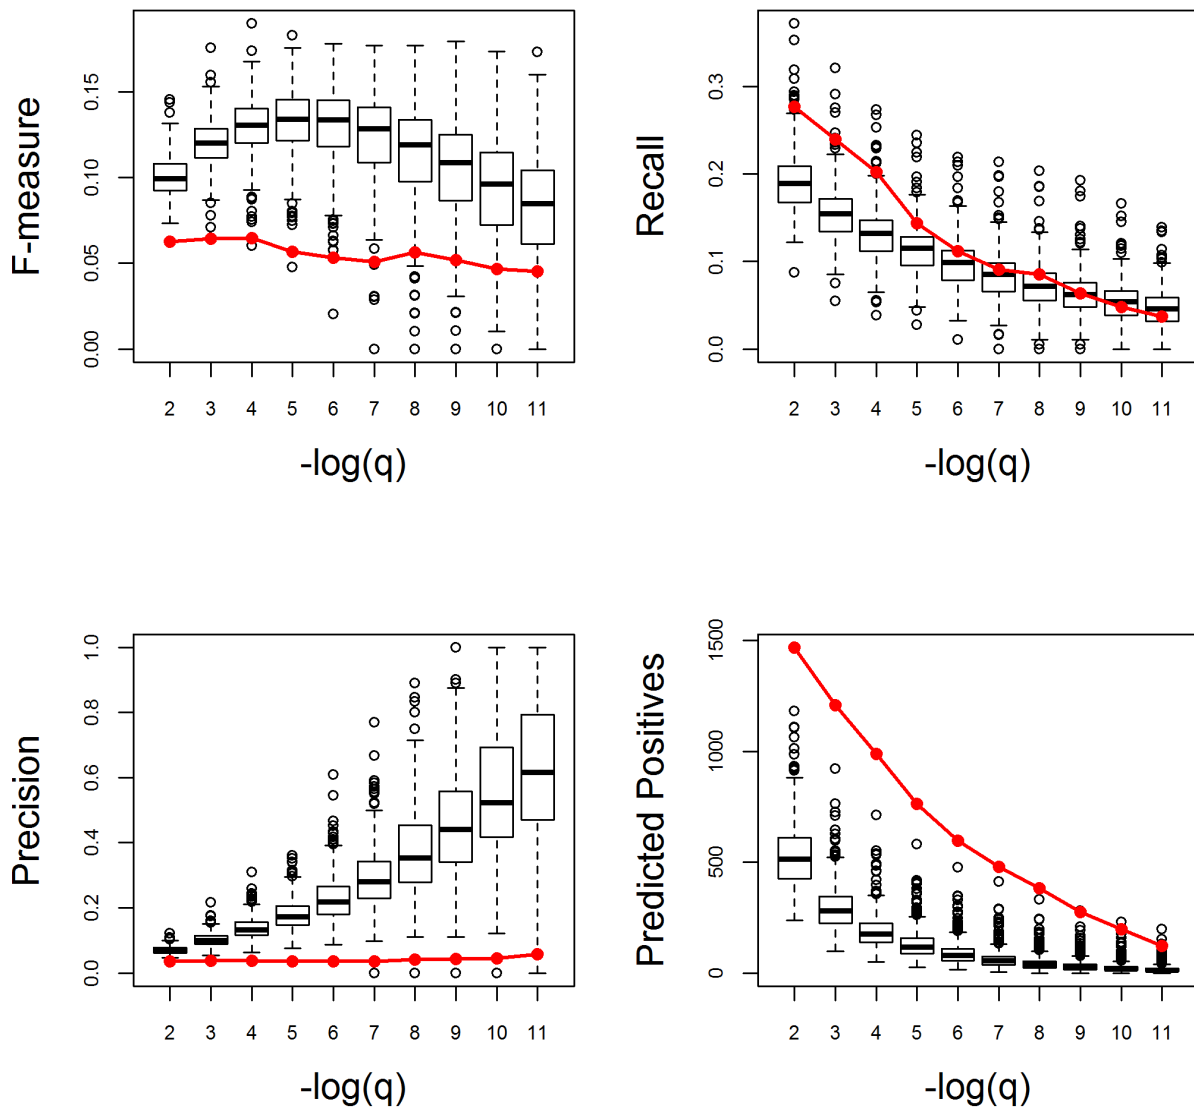 F-measure
0.00 0.05 0.10 0.15
2 3 4 5 6 7 8 9 10 11
-log(q)
Recall
0.0 0.1 0.2 0.3
2 3 4 5 6 7 8 9 10 11
-log(q)
Precision
0.0 0.2 0.4 0.6 0.8 1.0
2 3 4 5 6 7 8 9 10 11
-log(q)
Predicted Positives
0 500 1000 1500
2 3 4 5 6 7 8 9 10 11
-log(q)